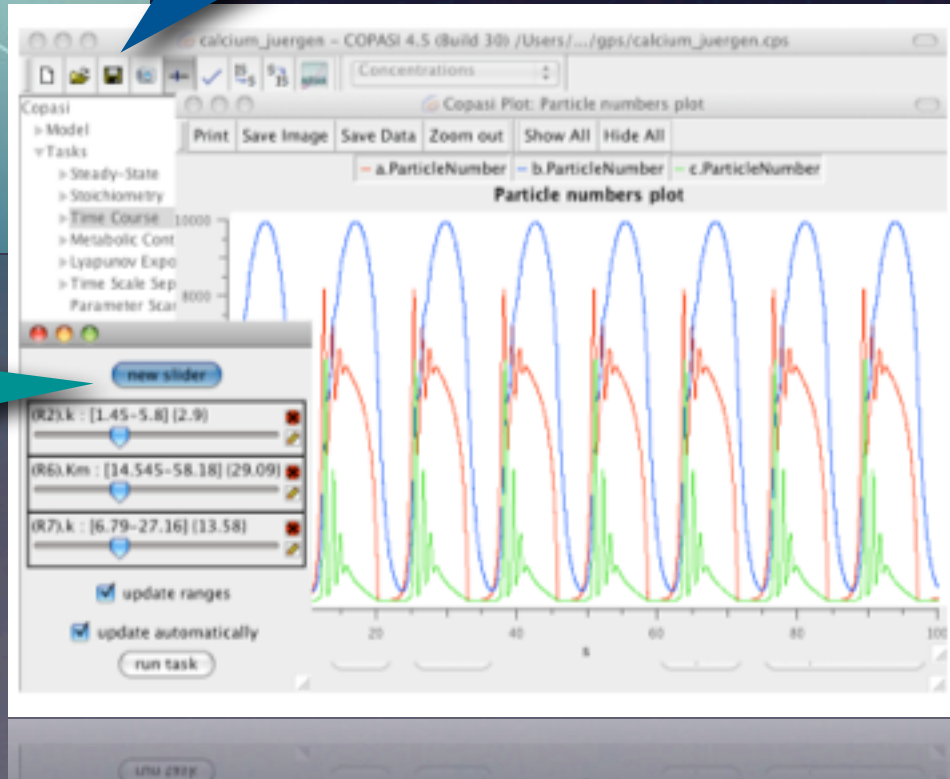 calcium_juergen - COPASI 4.5 (Build 30) /Users/.../gps/calcium_juergen.cps
Concentrations
Copasi
Model
Tasks
Steady-State
Stoichiometry
Time Course
Metabolic Cont
Lyapunov Expo
Time Scale Sep
Parameter Scan
Copasi Plot: Particle numbers plot
Print Save Image Save Data Zoom out Show All Hide All
a.ParticleNumber b.ParticleNumber c.ParticleNumber
Particle numbers plot
10000
8000
20 40 60 80 100
s
new slider
(R2).k : [1.45-5.8] (2.9)
(R6).Km : [14.545-58.18] (29.09)
(R7).k : [6.79-27.16] (13.58)
update ranges
update automatically
run task